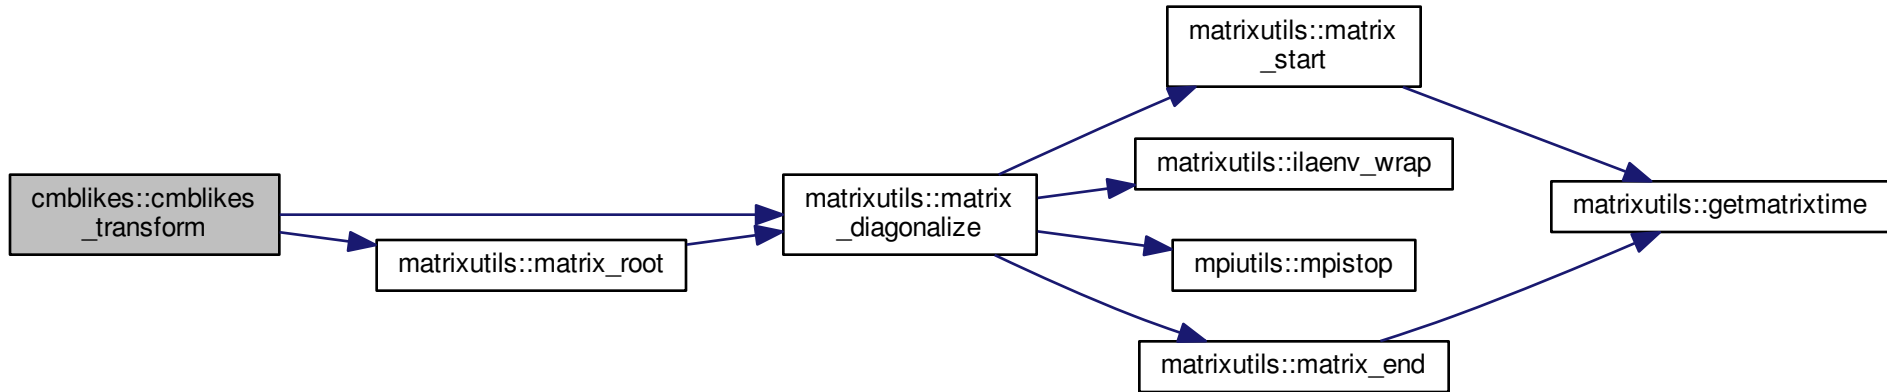 cmblikes::cmblikes
_transform
matrixutils::matrix_root
matrixutils::matrix
_diagonalize
matrixutils::matrix
_start
matrixutils::ilaenv_wrap
mpiutils::mpistop
matrixutils::matrix_end
matrixutils::getmatrixtime